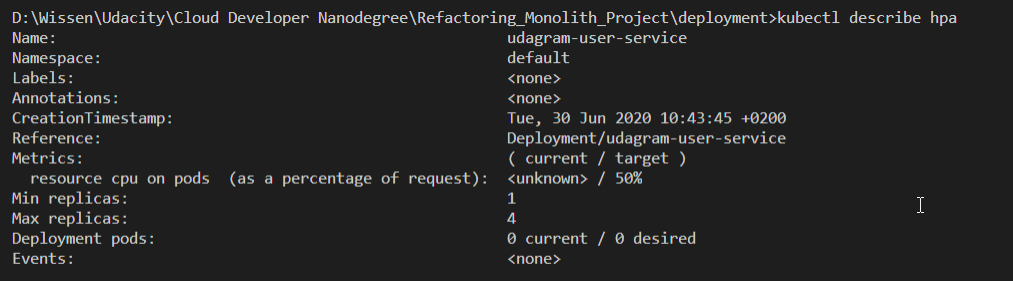 D:\Wissen\Udacity\Cloud Developer Nanodegree\Refactoring_Monolith_Project\deployment>kubectl describe hpa
Name: udagram-user-service
Namespace: default
Labels: <none>
Annotations: <none>
CreationTimestamp: Tue, 30 Jun 2020 10:43:45 +0200
Reference: Deployment/udagram-user-service
Metrics: ( current / target )
  resource cpu on pods  (as a percentage of request): <unknown> / 50%
Min replicas: 1
Max replicas: 4
Deployment pods: 0 current / 0 desired
Events: <none>